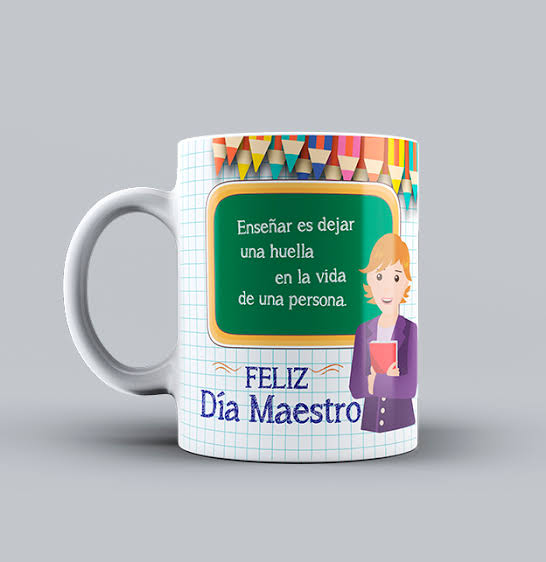 Enseñar es dejar
una huella
en la vida
de una persona.
FELIZ
Día Maestro